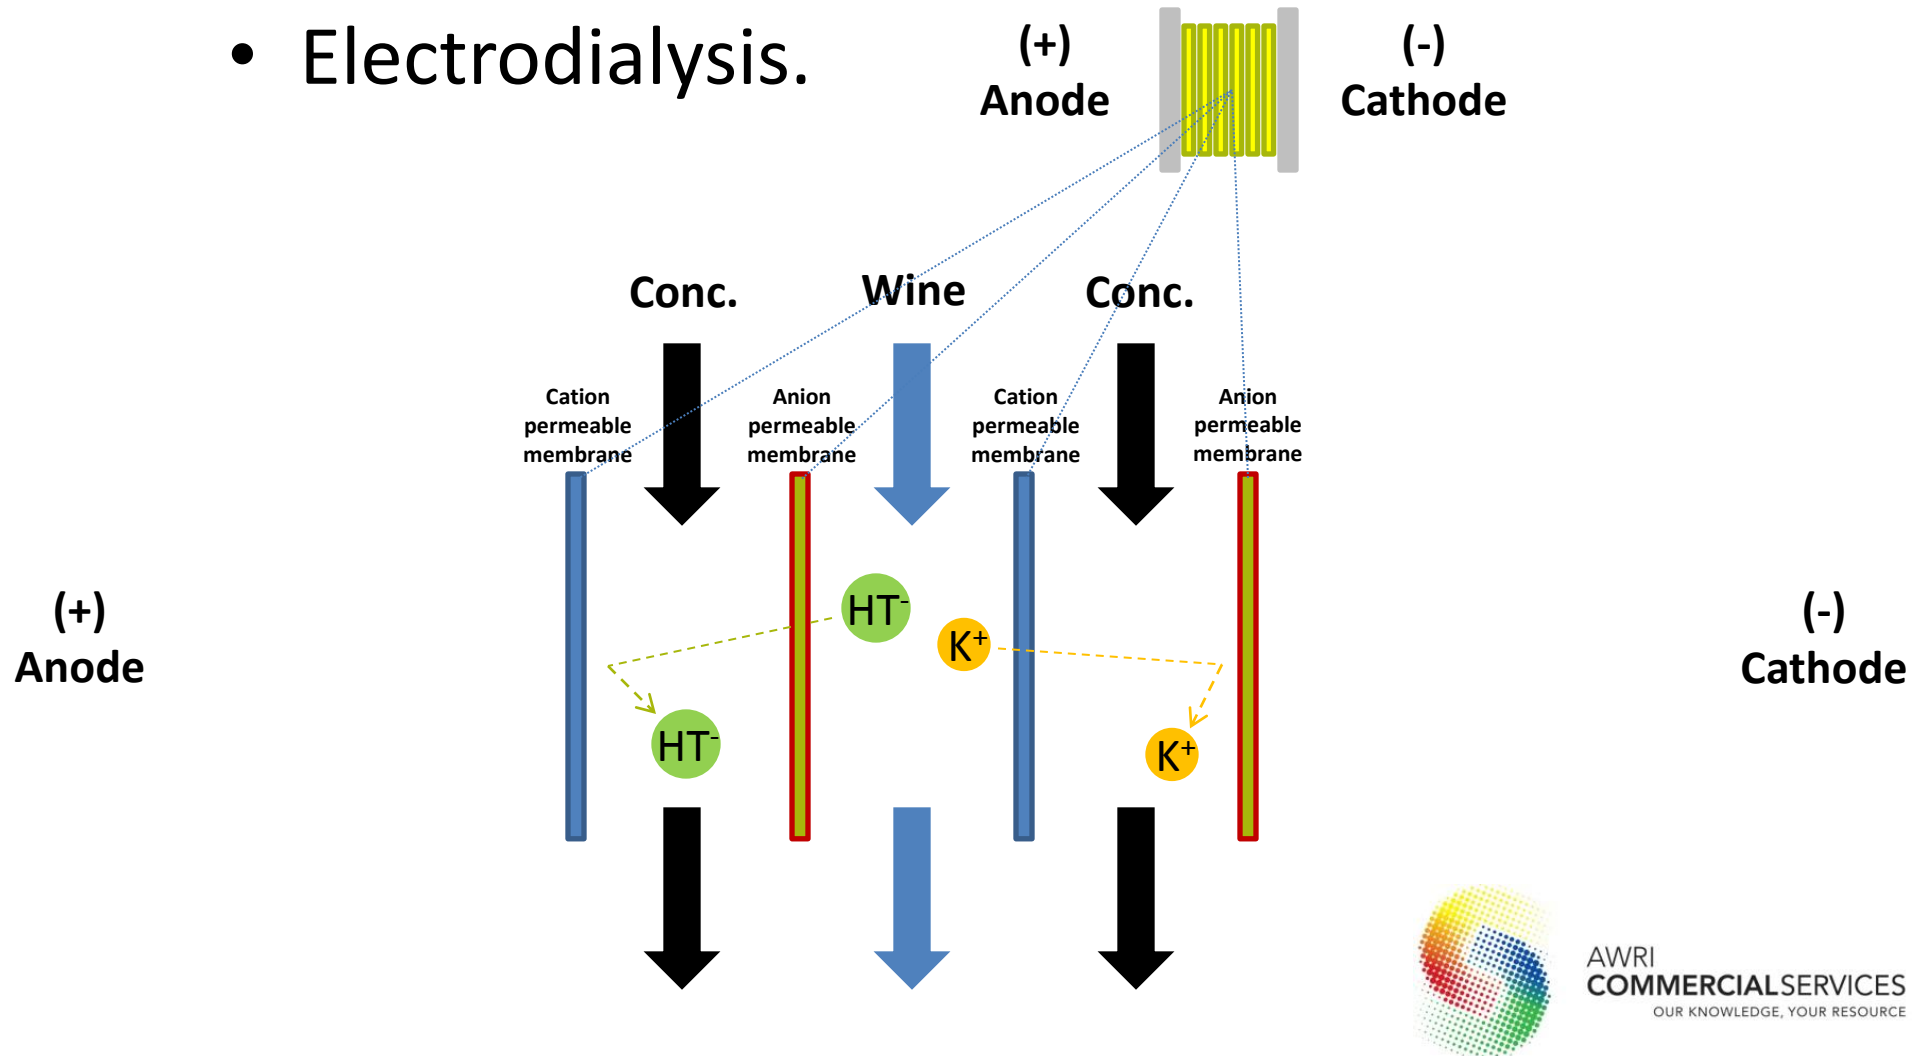 • Electrodialysis.
(+)
Anode
(-)
Cathode
Conc.
Wine
Conc.
Cation
permeable
membrane
Anion
permeable
membrane
Cation
permeable
membrane
Anion
permeable
membrane
(+)
Anode
HT⁻
K⁺
(-)
Cathode
HT⁻
K⁺
AWRI
COMMERCIALSERVICES
OUR KNOWLEDGE, YOUR RESOURCE